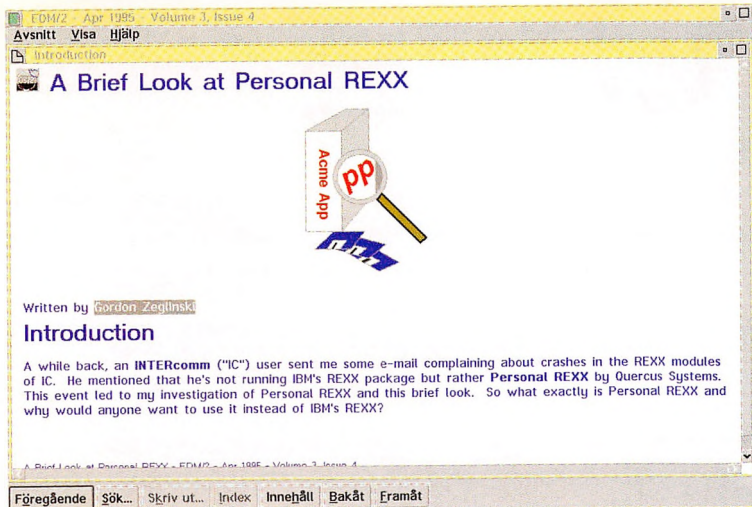 EDM/2 - Apr 1995 - Volume 3, Issue 4
Avsnitt Visa Hjälp
Introduction
A Brief Look at Personal REXX
Acme App
pp
Written by Gordon Zeglinski
Introduction
A while back, an INTERcomm ("IC") user sent me some e-mail complaining about crashes in the REXX modules
of IC. He mentioned that he's not running IBM's REXX package but rather Personal REXX by Quercus Systems.
This event led to my investigation of Personal REXX and this brief look. So what exactly is Personal REXX and
why would anyone want to use it instead of IBM's REXX?
A Brief Look at Personal REXX - EDM/2 - Apr 1995 - Volume 3, Issue 4
Föregående Sök... Skriv ut... Index Innehåll Bakåt Framåt